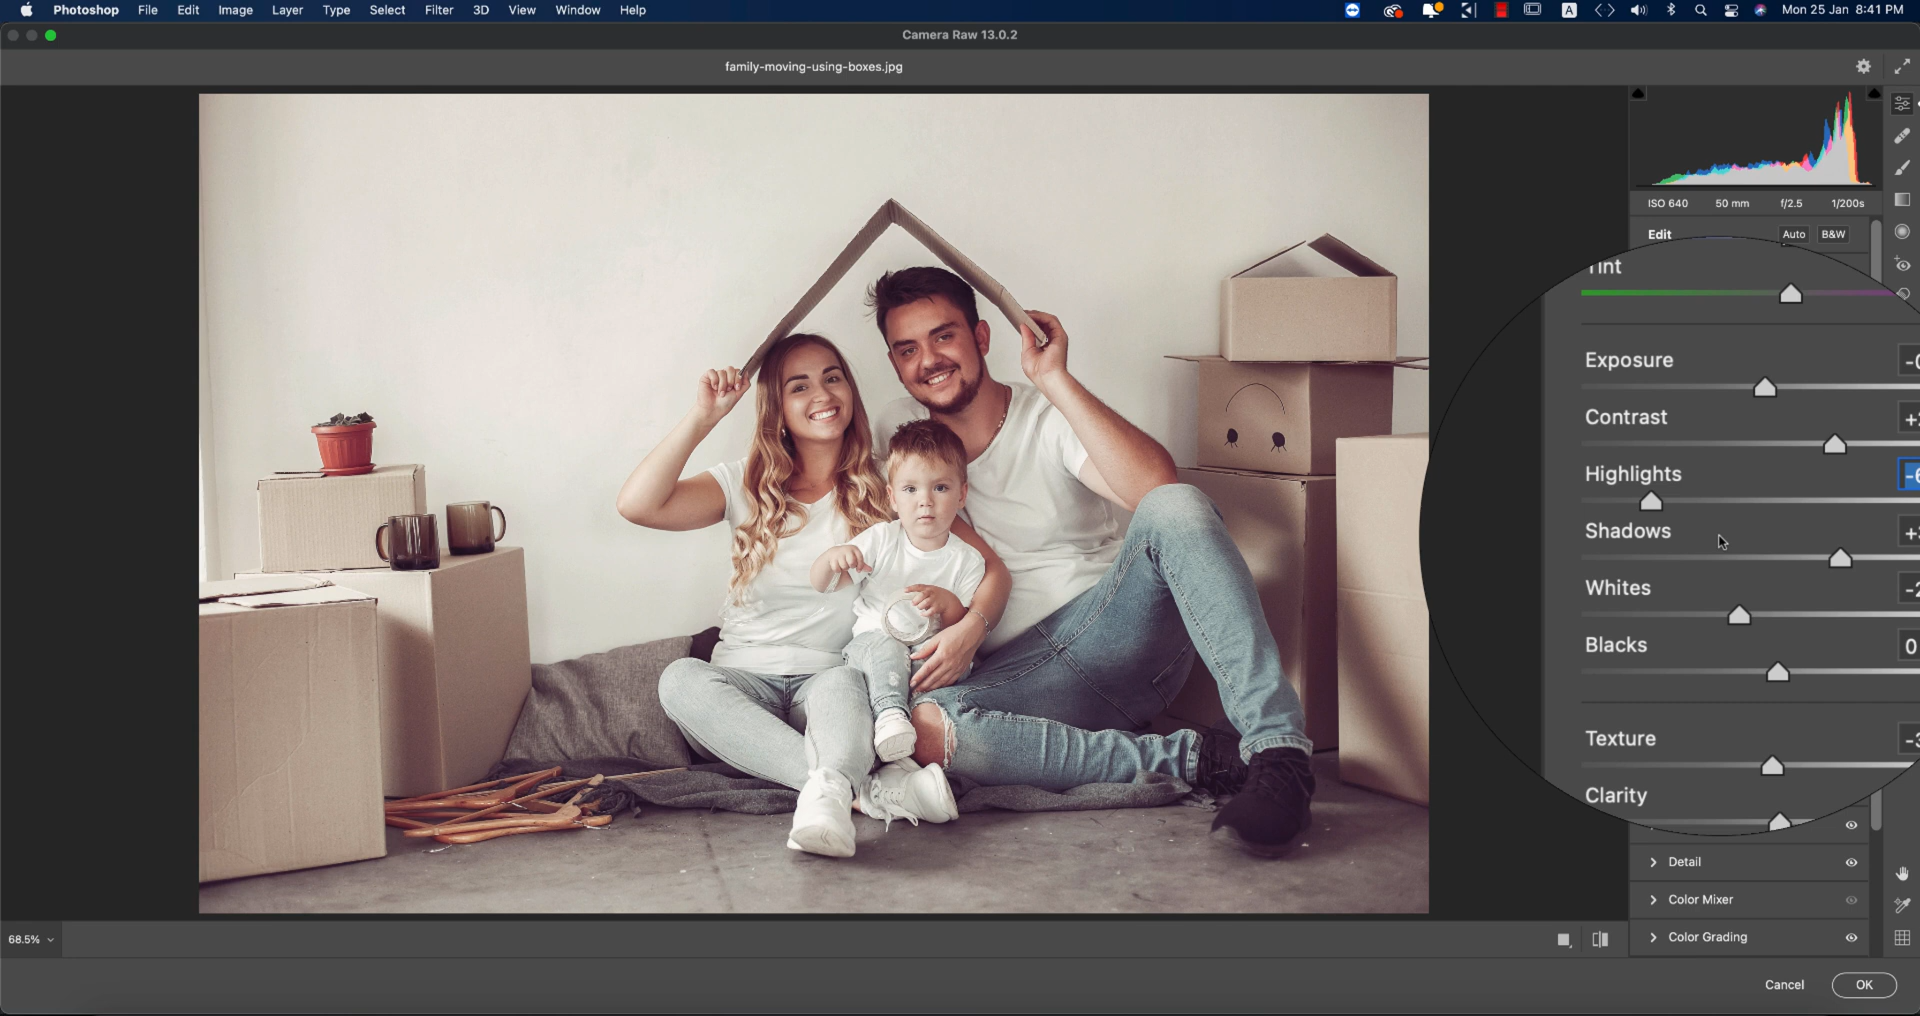 Photoshop File Edit Image Layer Type Select Filter 3D View Window Help A Mon 25 Jan 8:41 PM
Camera Raw 13.0.2
family-moving-using-boxes.jpg
ISO 640 50 mm f/2.5 1/200s
Edit Auto B&W
Tint
Exposure
Contrast
Highlights
Shadows
Whites
Blacks 0
Texture
Clarity
Detail
Color Mixer
Color Grading
68.5%
Cancel OK